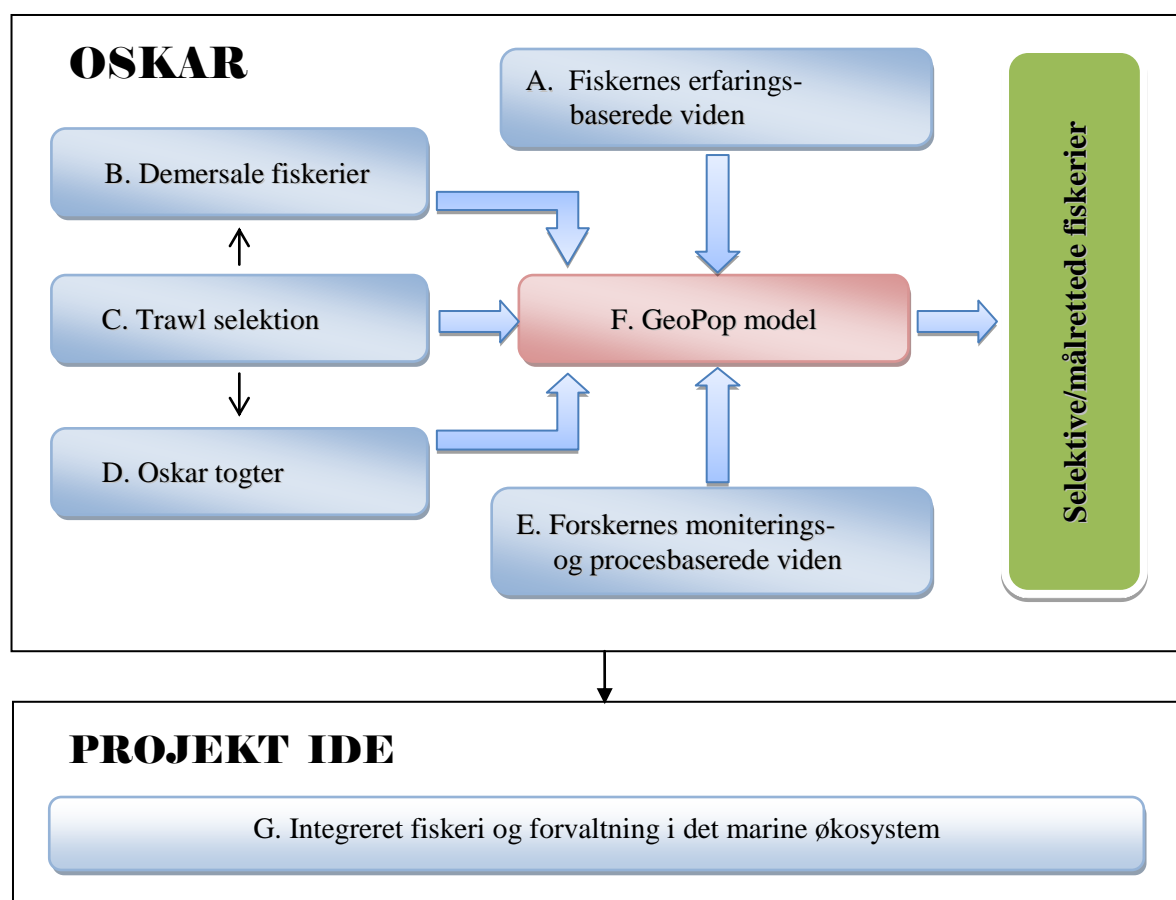 OSKAR
A. Fiskernes erfarings-
baserede viden
B. Demersale fiskerier
C. Trawl selektion
F. GeoPop model
D. Oskar togter
E. Forskernes moniterings-
og procesbaserede viden
Selektive/målrettede fiskerier
PROJEKT IDE
G. Integreret fiskeri og forvaltning i det marine økosystem